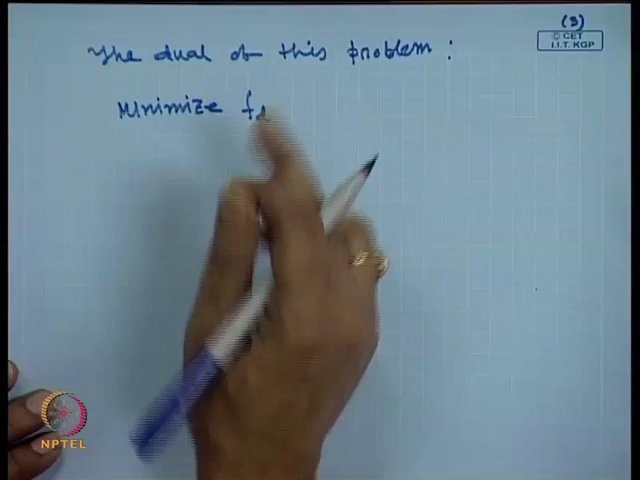 (3)
© CET
I.I.T. KGP
The dual of this problem :
Minimize f
NPTEL